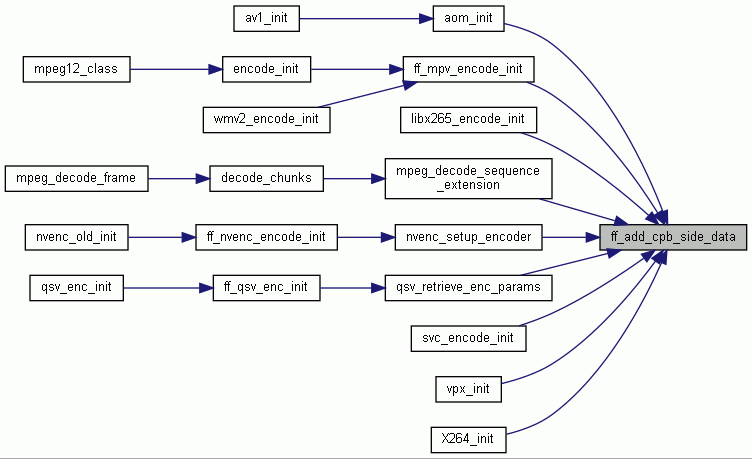 av1_init
aom_init
mpeg12_class
encode_init
ff_mpv_encode_init
wmv2_encode_init
libx265_encode_init
mpeg_decode_frame
decode_chunks
mpeg_decode_sequence
_extension
ff_add_cpb_side_data
nvenc_old_init
ff_nvenc_encode_init
nvenc_setup_encoder
qsv_enc_init
ff_qsv_enc_init
qsv_retrieve_enc_params
svc_encode_init
vpx_init
X264_init